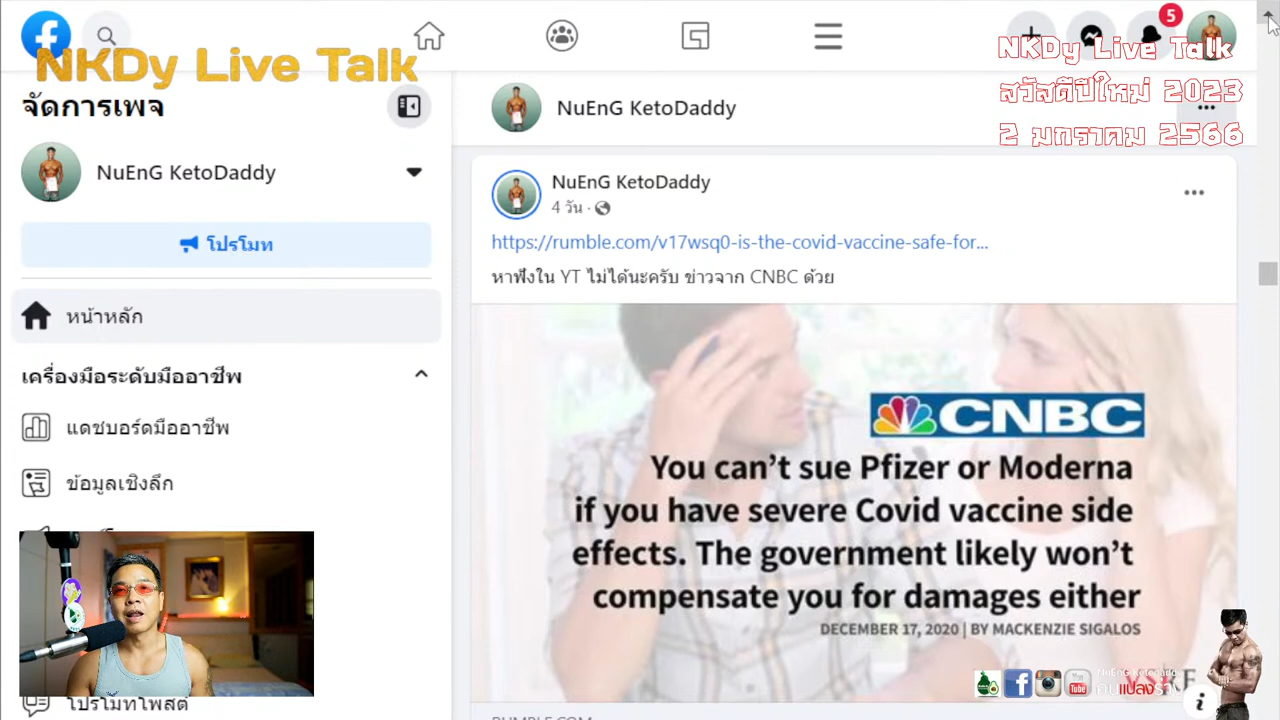 NKDy Live Talk
NKDy Live Talk
สวัสดีปีใหม่ 2023
2 มกราคม 2566
5
จัดการเพจ
NuEnG KetoDaddy
โปรโมท
หน้าหลัก
เครื่องมือระดับมืออาชีพ
แดชบอร์ดมืออาชีพ
ข้อมูลเชิงลึก
โปรโมทโพสต์
NuEnG KetoDaddy
NuEnG KetoDaddy
4 วัน ·
https://rumble.com/v17wsq0-is-the-covid-vaccine-safe-for...
หาฟังใน YT ไม่ได้นะครับ ข่าวจาก CNBC ด้วย
CNBC
You can't sue Pfizer or Moderna
if you have severe Covid vaccine side
effects. The government likely won't
compensate you for damages either
DECEMBER 17, 2020 | BY MACKENZIE SIGALOS
NuEnG KetoDaddy
You Tube
RUMBLE.COM